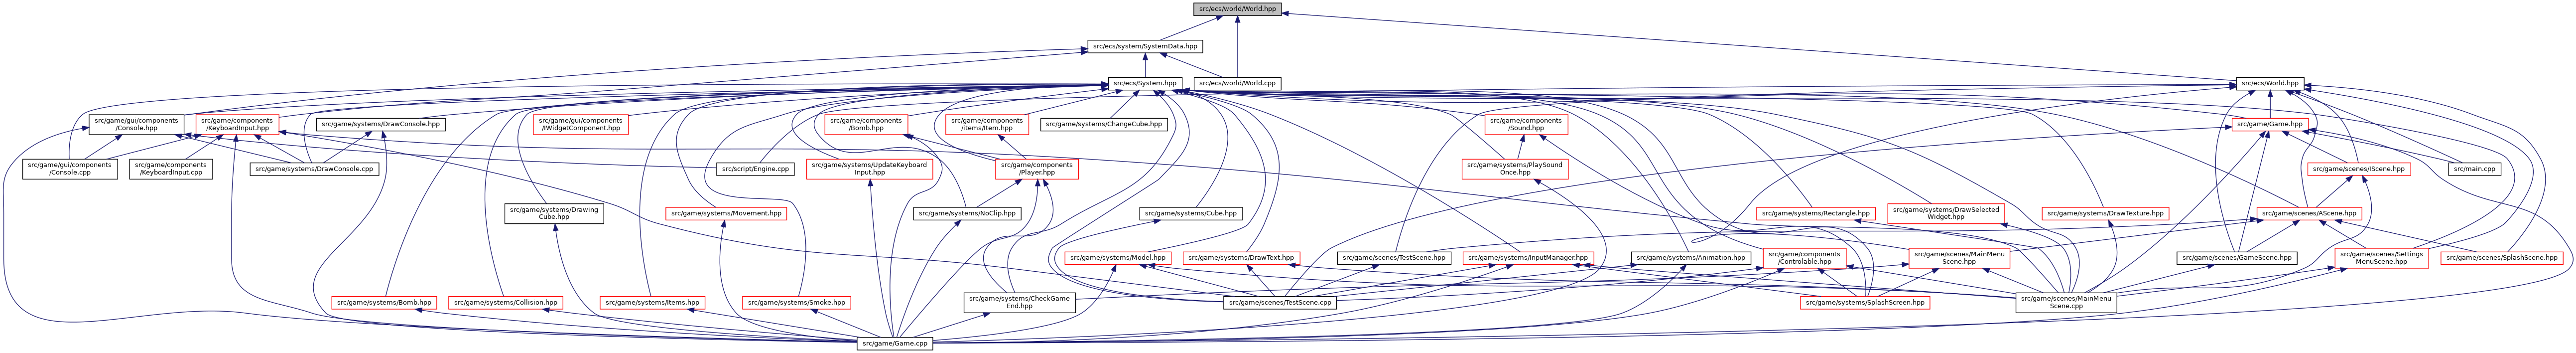 src/ecs/world/World.hpp
src/ecs/system/SystemData.hpp
src/ecs/System.hpp
src/ecs/world/World.cpp
src/ecs/World.hpp
src/game/gui/components
/Console.hpp
src/game/components
/KeyboardInput.hpp
src/game/systems/DrawConsole.hpp
src/game/gui/components
/IWidgetComponent.hpp
src/game/components
/Bomb.hpp
src/game/components
/items/Item.hpp
src/game/systems/ChangeCube.hpp
src/game/components
/Sound.hpp
src/game/Game.hpp
src/game/gui/components
/Console.cpp
src/game/components
/KeyboardInput.cpp
src/game/systems/DrawConsole.cpp
src/script/Engine.cpp
src/game/systems/UpdateKeyboard
Input.hpp
src/game/components
/Player.hpp
src/game/systems/PlaySound
Once.hpp
src/game/scenes/IScene.hpp
src/main.cpp
src/game/systems/Drawing
Cube.hpp
src/game/systems/Movement.hpp
src/game/systems/NoClip.hpp
src/game/systems/Cube.hpp
src/game/systems/Rectangle.hpp
src/game/systems/DrawSelected
Widget.hpp
src/game/systems/DrawTexture.hpp
src/game/scenes/AScene.hpp
src/game/systems/Model.hpp
src/game/systems/DrawText.hpp
src/game/scenes/TestScene.hpp
src/game/systems/InputManager.hpp
src/game/systems/Animation.hpp
src/game/components
/Controlable.hpp
src/game/scenes/MainMenu
Scene.hpp
src/game/scenes/GameScene.hpp
src/game/scenes/Settings
MenuScene.hpp
src/game/scenes/SplashScene.hpp
src/game/systems/Bomb.hpp
src/game/systems/Collision.hpp
src/game/systems/Items.hpp
src/game/systems/Smoke.hpp
src/game/systems/CheckGame
End.hpp
src/game/scenes/TestScene.cpp
src/game/systems/SplashScreen.hpp
src/game/scenes/MainMenu
Scene.cpp
src/game/Game.cpp